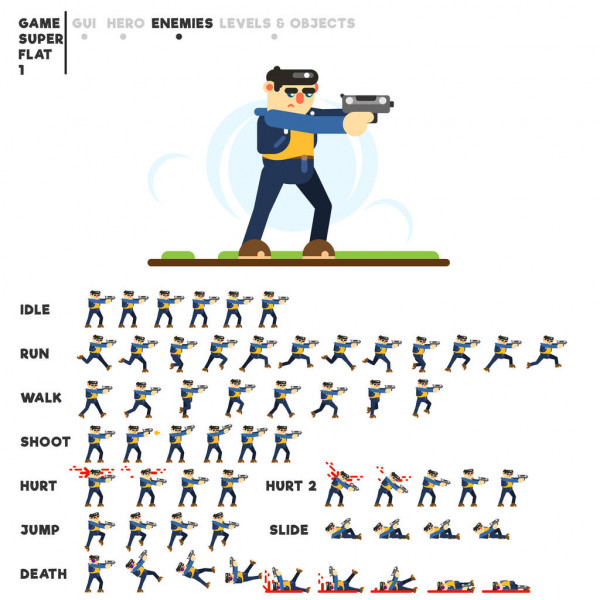 GAME
SUPER
FLAT
1
GUI HERO ENEMIES LEVELS & OBJECTS
IDLE
RUN
WALK
SHOOT
HURT
HURT 2
JUMP
SLIDE
DEATH